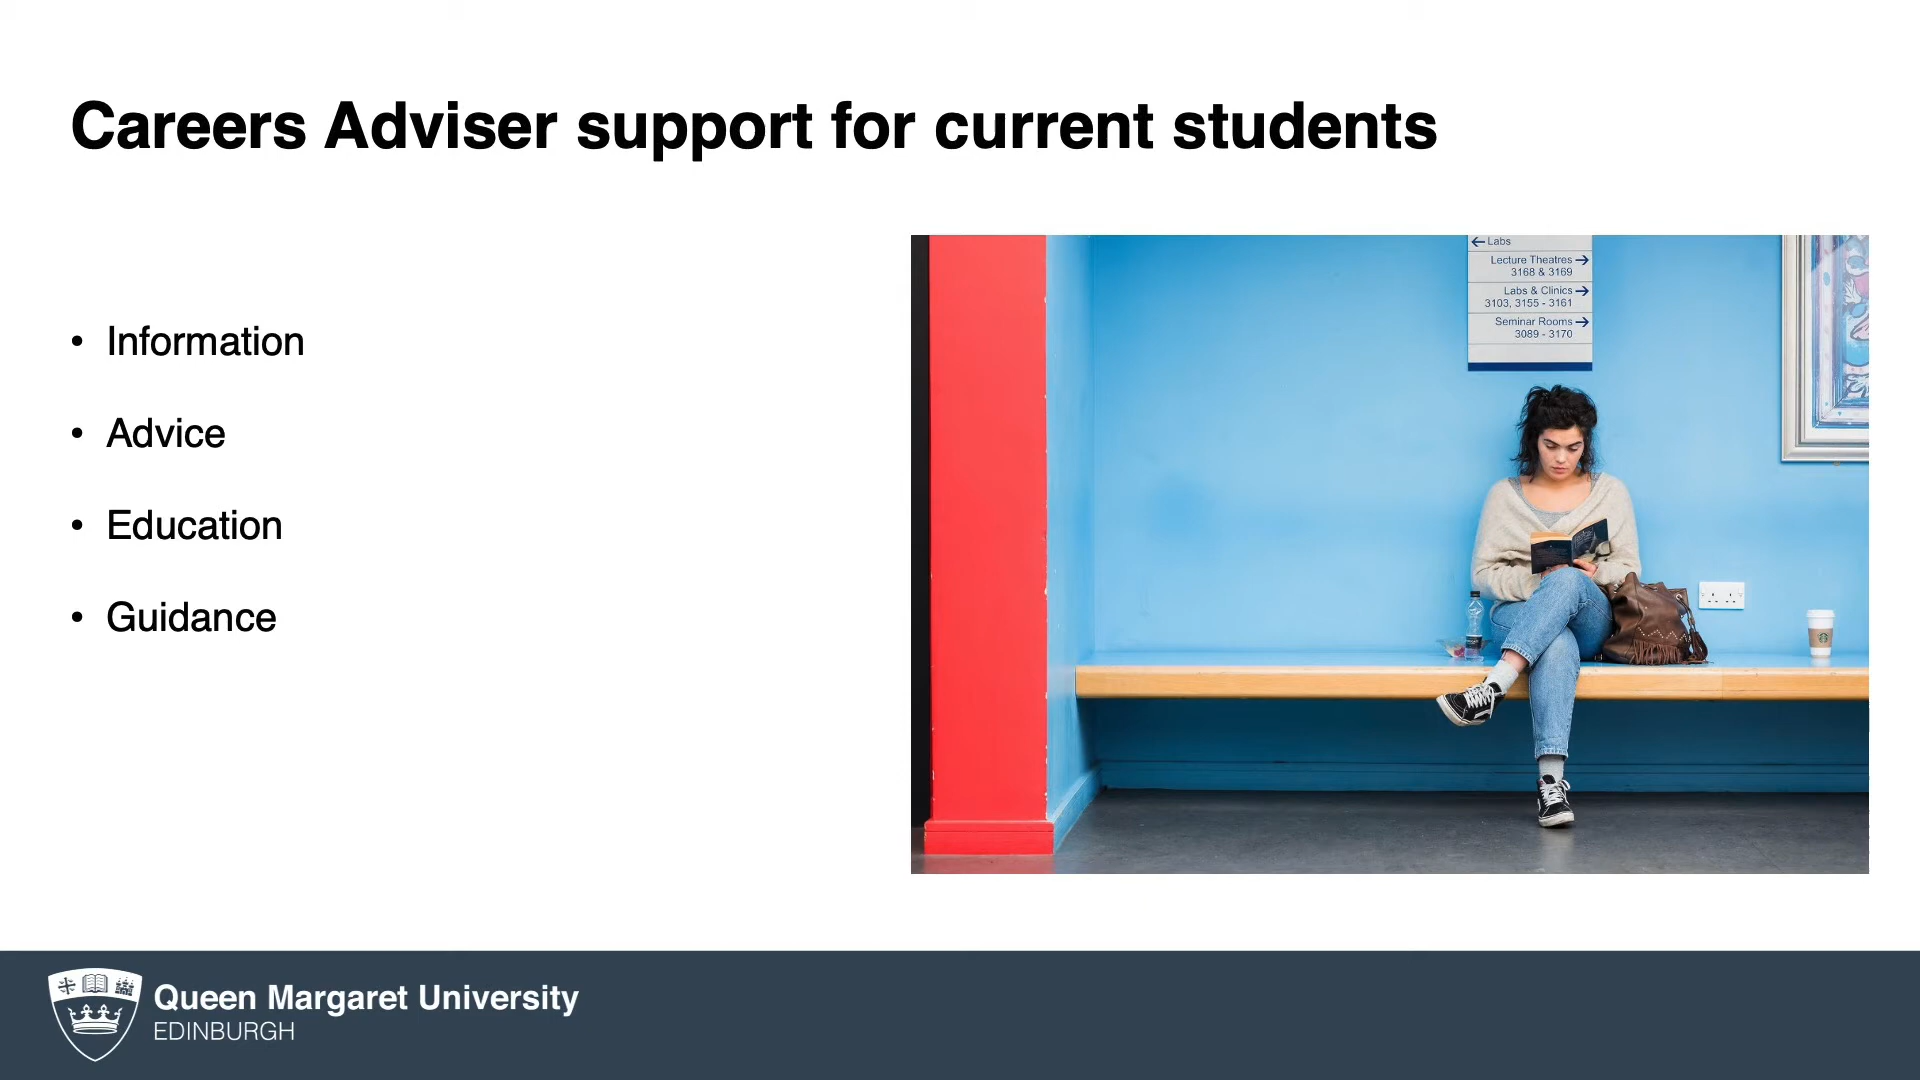 Careers Adviser support for current students
• Information
• Advice
• Education
• Guidance
← Labs
Lecture Theatres →
3168 & 3169
Labs & Clinics →
3103, 3155 - 3161
Seminar Rooms →
3089 - 3170
Queen Margaret University
EDINBURGH